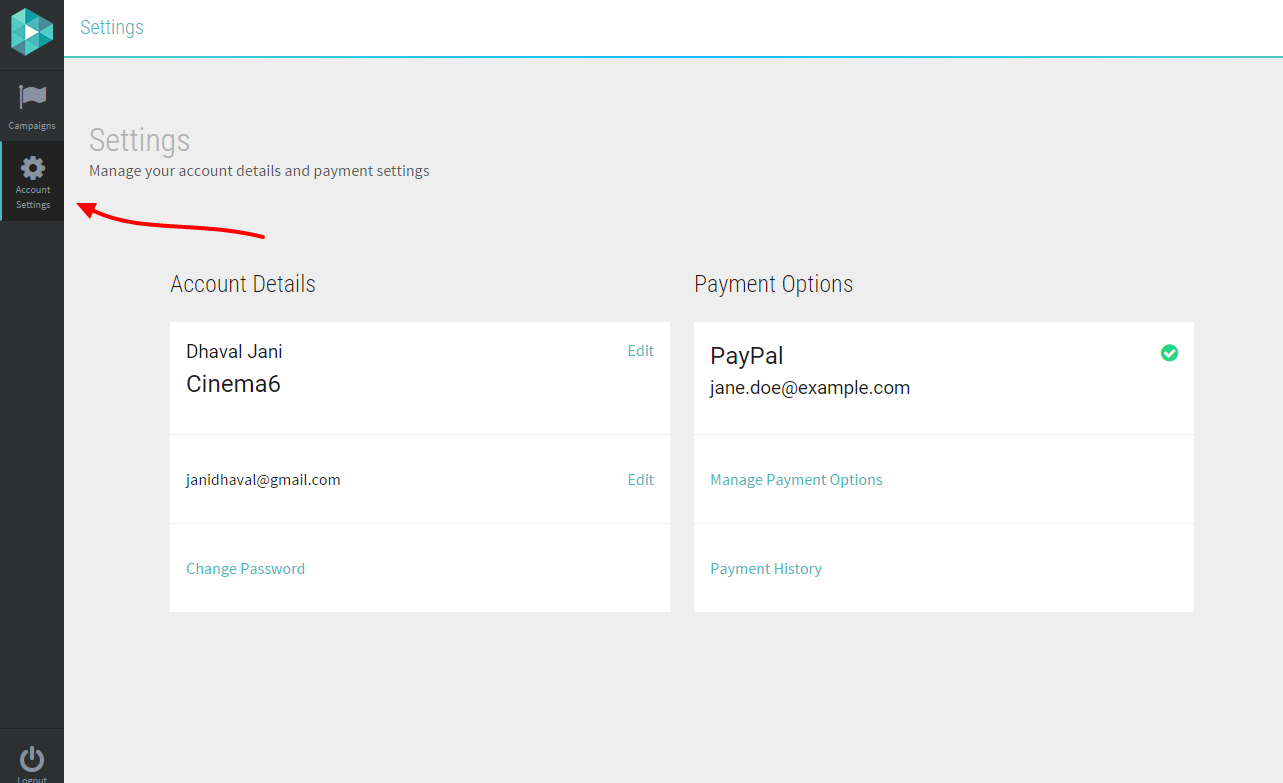 Settings
Campaigns
Account
Settings
Logout
Settings
Manage your account details and payment settings
Account Details
Dhaval Jani
Edit
Cinema6
janidhaval@gmail.com
Edit
Change Password
Payment Options
PayPal
jane.doe@example.com
Manage Payment Options
Payment History